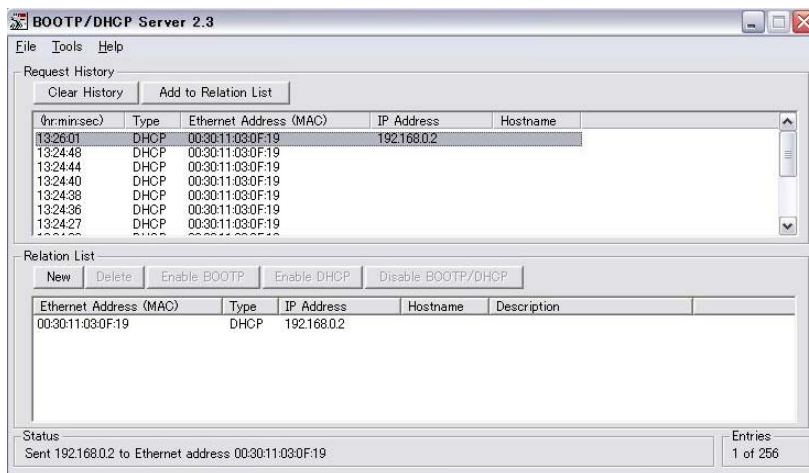 BOOTP/DHCP Server 2.3
File Tools Help
Request History
Clear History Add to Relation List
(hr:min:sec) Type Ethernet Address (MAC) IP Address Hostname
13:26:01 DHCP 00:30:11:03:0F:19 192.168.0.2
13:24:48 DHCP 00:30:11:03:0F:19
13:24:44 DHCP 00:30:11:03:0F:19
13:24:40 DHCP 00:30:11:03:0F:19
13:24:38 DHCP 00:30:11:03:0F:19
13:24:36 DHCP 00:30:11:03:0F:19
13:24:27 DHCP 00:30:11:03:0F:19
Relation List
New Delete Enable BOOTP Enable DHCP Disable BOOTP/DHCP
Ethernet Address (MAC) Type IP Address Hostname Description
00:30:11:03:0F:19 DHCP 192.168.0.2
Status
Sent 192.168.0.2 to Ethernet address 00:30:11:03:0F:19
Entries
1 of 256